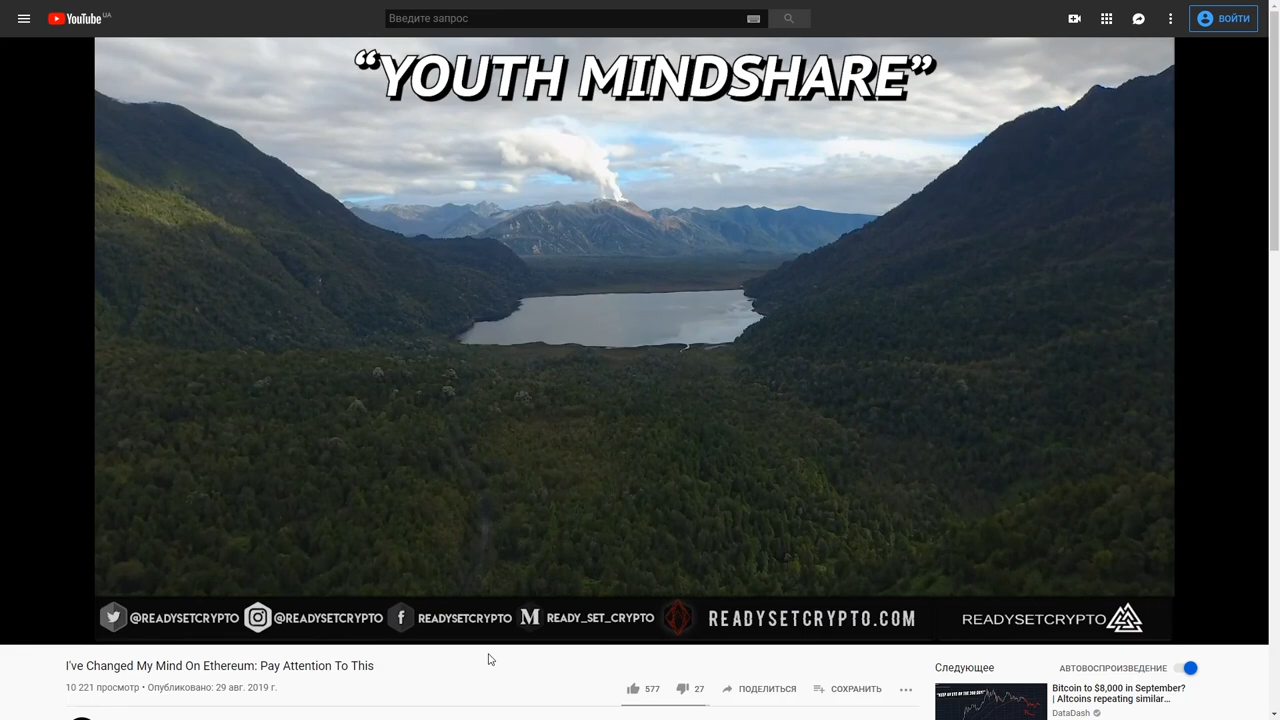 YouTube UA
Введите запрос
ВОЙТИ
“YOUTH MINDSHARE”
@READYSETCRYPTO @READYSETCRYPTO READYSETCRYPTO READY_SET_CRYPTO READYSETCRYPTO.COM READYSETCRYPTO
I've Changed My Mind On Ethereum: Pay Attention To This
10 221 просмотр • Опубликовано: 29 авг. 2019 г.
577 27 ПОДЕЛИТЬСЯ СОХРАНИТЬ
Следующее АВТОВОСПРОИЗВЕДЕНИЕ
Bitcoin to $8,000 in September?
| Altcoins repeating similar...
DataDash